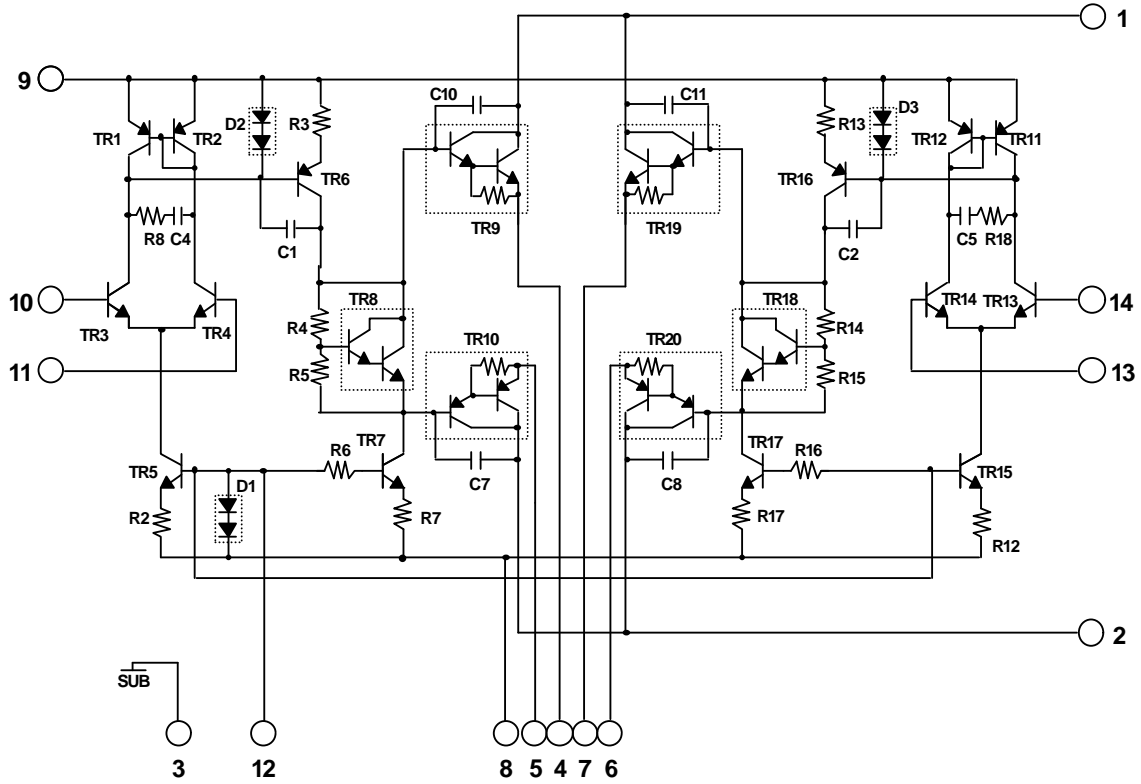 1
9
C10
C11
TR1
TR2
D2
R3
R13
D3
TR12
TR11
TR6
TR16
R8
C4
C1
TR9
TR19
C2
C5
R18
10
TR3
TR4
R4
TR8
TR18
R14
TR14
TR13
14
11
R5
TR10
TR20
R15
13
TR5
D1
R6
TR7
C7
C8
TR17
R16
TR15
R2
R7
R17
R12
2
SUB
3
12
8
5
4
7
6